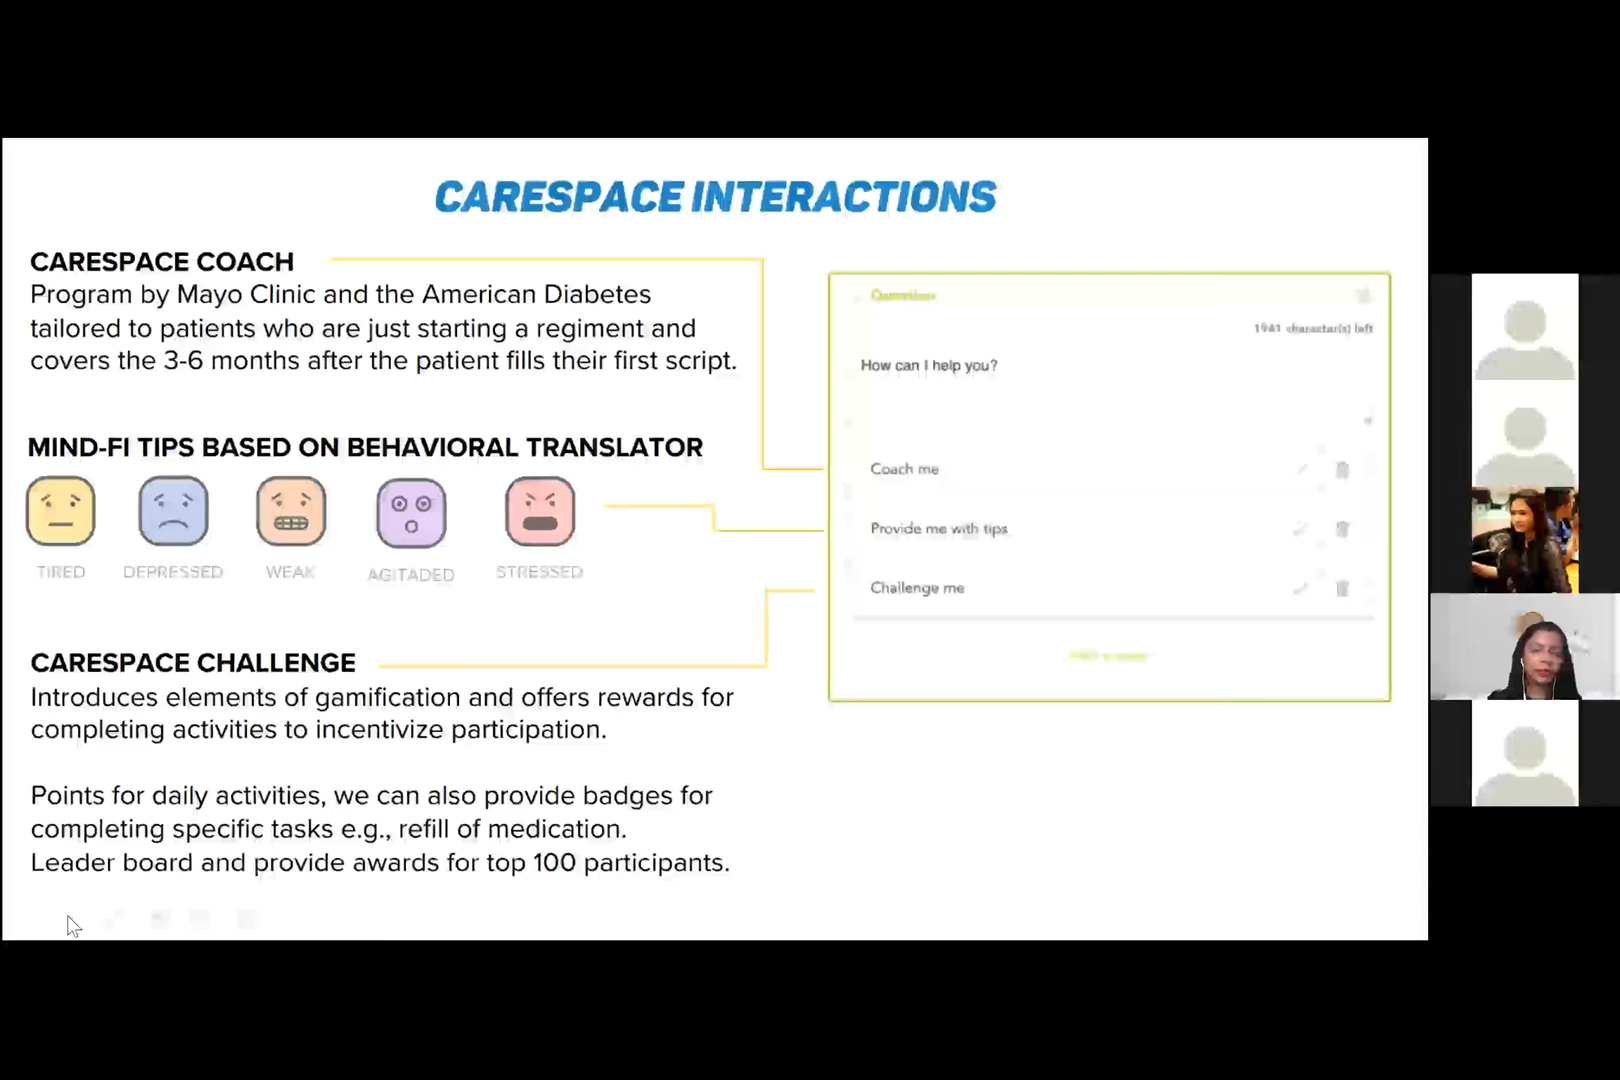 CARESPACE INTERACTIONS
CARESPACE COACH
Program by Mayo Clinic and the American Diabetes
tailored to patients who are just starting a regiment and
covers the 3-6 months after the patient fills their first script.
MIND-FI TIPS BASED ON BEHAVIORAL TRANSLATOR
TIRED
DEPRESSED
WEAK
AGITADED
STRESSED
CARESPACE CHALLENGE
Introduces elements of gamification and offers rewards for
completing activities to incentivize participation.
Points for daily activities, we can also provide badges for
completing specific tasks e.g., refill of medication.
Leader board and provide awards for top 100 participants.
Question
1941 character(s) left
How can I help you?
Coach me
Provide me with tips
Challenge me